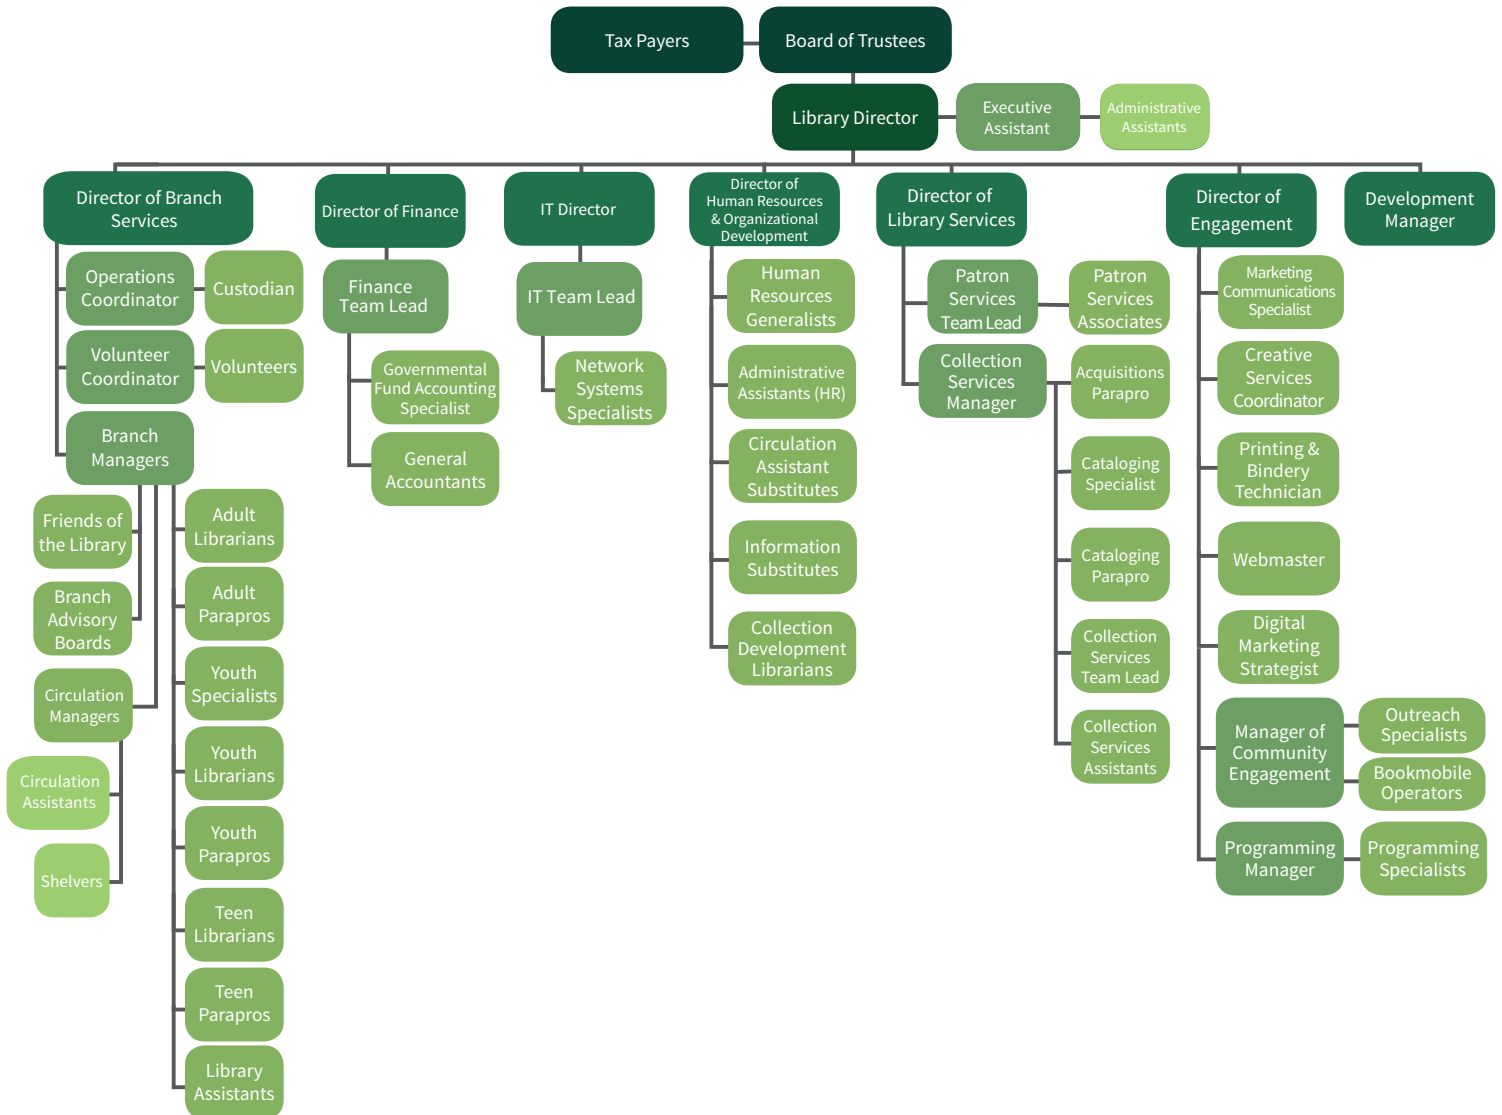 Tax Payers
Board of Trustees
Library Director
Executive
Assistant
Administrative
Assistants
Director of Branch
Services
Director of Finance
IT Director
Director of
Human Resources
& Organizational
Development
Director of
Library Services
Director of
Engagement
Development
Manager
Operations
Coordinator
Custodian
Volunteer
Coordinator
Volunteers
Branch
Managers
Friends of
the Library
Branch
Advisory
Boards
Circulation
Managers
Circulation
Assistants
Shelvers
Adult
Librarians
Adult
Parapros
Youth
Specialists
Youth
Librarians
Youth
Parapros
Teen
Librarians
Teen
Parapros
Library
Assistants
Finance
Team Lead
Governmental
Fund Accounting
Specialist
General
Accountants
IT Team Lead
Network
Systems
Specialists
Human
Resources
Generalists
Administrative
Assistants (HR)
Circulation
Assistant
Substitutes
Information
Substitutes
Collection
Development
Librarians
Patron
Services
Team Lead
Patron
Services
Associates
Collection
Services
Manager
Acquisitions
Parapro
Cataloging
Specialist
Cataloging
Parapro
Collection
Services
Team Lead
Collection
Services
Assistants
Marketing
Communications
Specialist
Creative
Services
Coordinator
Printing &
Bindery
Technician
Webmaster
Digital
Marketing
Strategist
Manager of
Community
Engagement
Outreach
Specialists
Bookmobile
Operators
Programming
Manager
Programming
Specialists